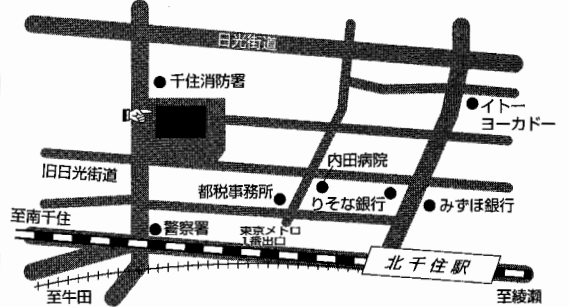 日光街道
千住消防署
イトー
ヨーカドー
内田病院
旧日光街道
都税事務所
りそな銀行
みずほ銀行
至南千住
警察署
東京メトロ
1番出口
北千住駅
至牛田
至綾瀬